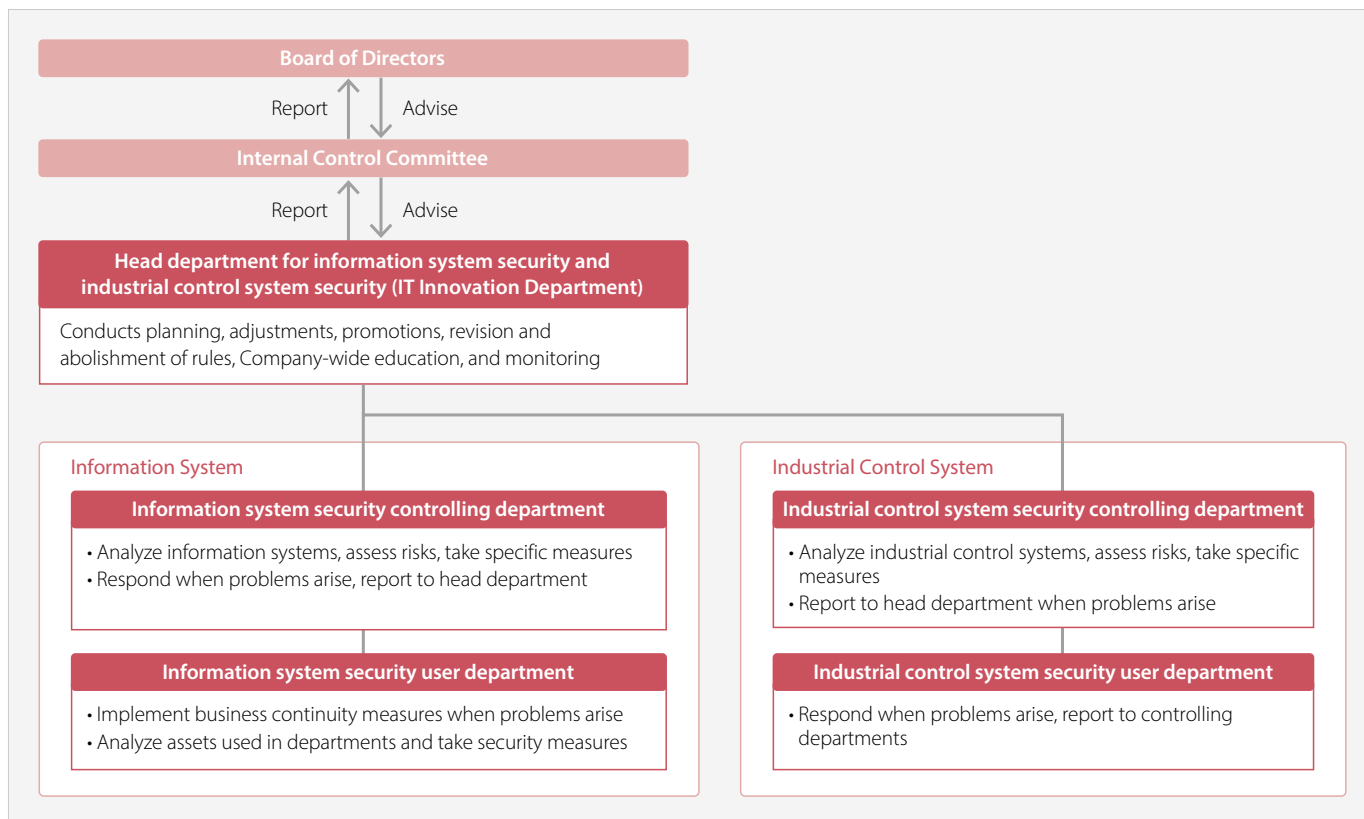 Board of Directors
Report
Advise
Internal Control Committee
Report
Advise
Head department for information system security and
industrial control system security (IT Innovation Department)
Conducts planning, adjustments, promotions, revision and
abolishment of rules, Company-wide education, and monitoring
Information System
Information system security controlling department
• Analyze information systems, assess risks, take specific measures
• Respond when problems arise, report to head department
Information system security user department
• Implement business continuity measures when problems arise
• Analyze assets used in departments and take security measures
Industrial Control System
Industrial control system security controlling department
• Analyze industrial control systems, assess risks, take specific
measures
• Report to head department when problems arise
Industrial control system security user department
• Respond when problems arise, report to controlling
departments